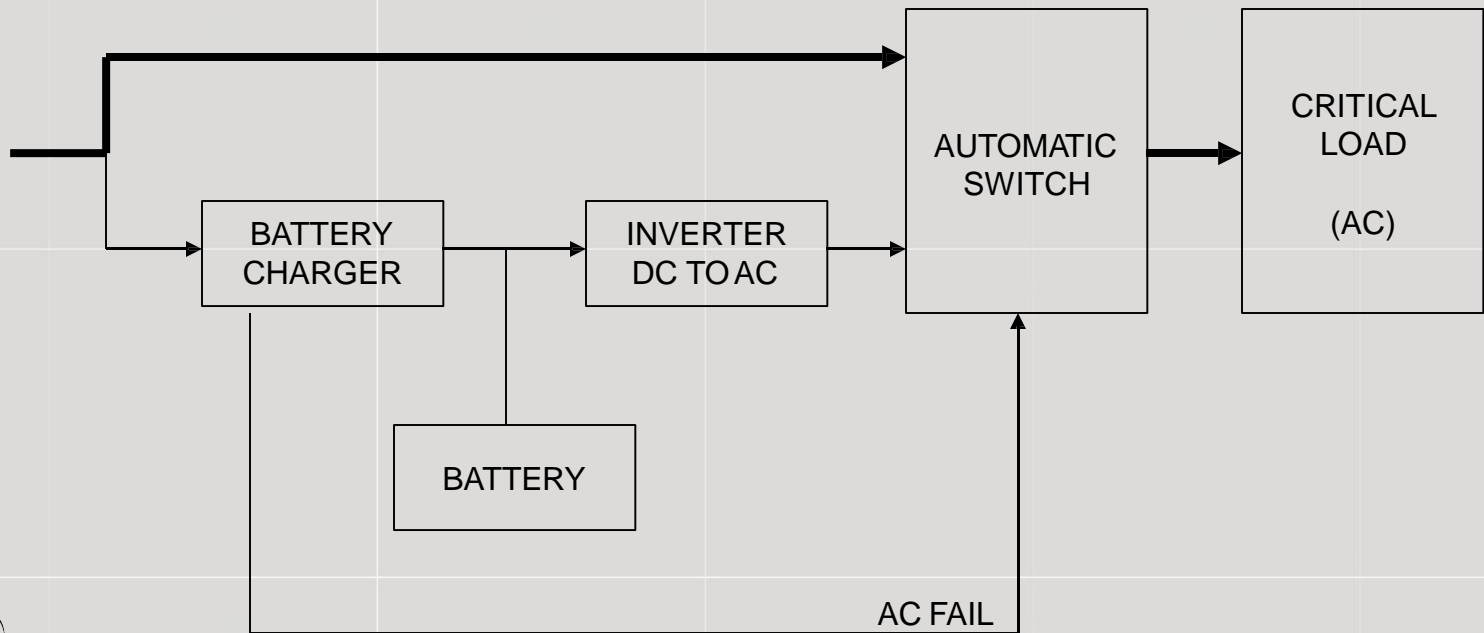 CRITICAL
LOAD
(AC)
AUTOMATIC
SWITCH
BATTERY
CHARGER
INVERTER
DC TO AC
BATTERY
AC FAIL